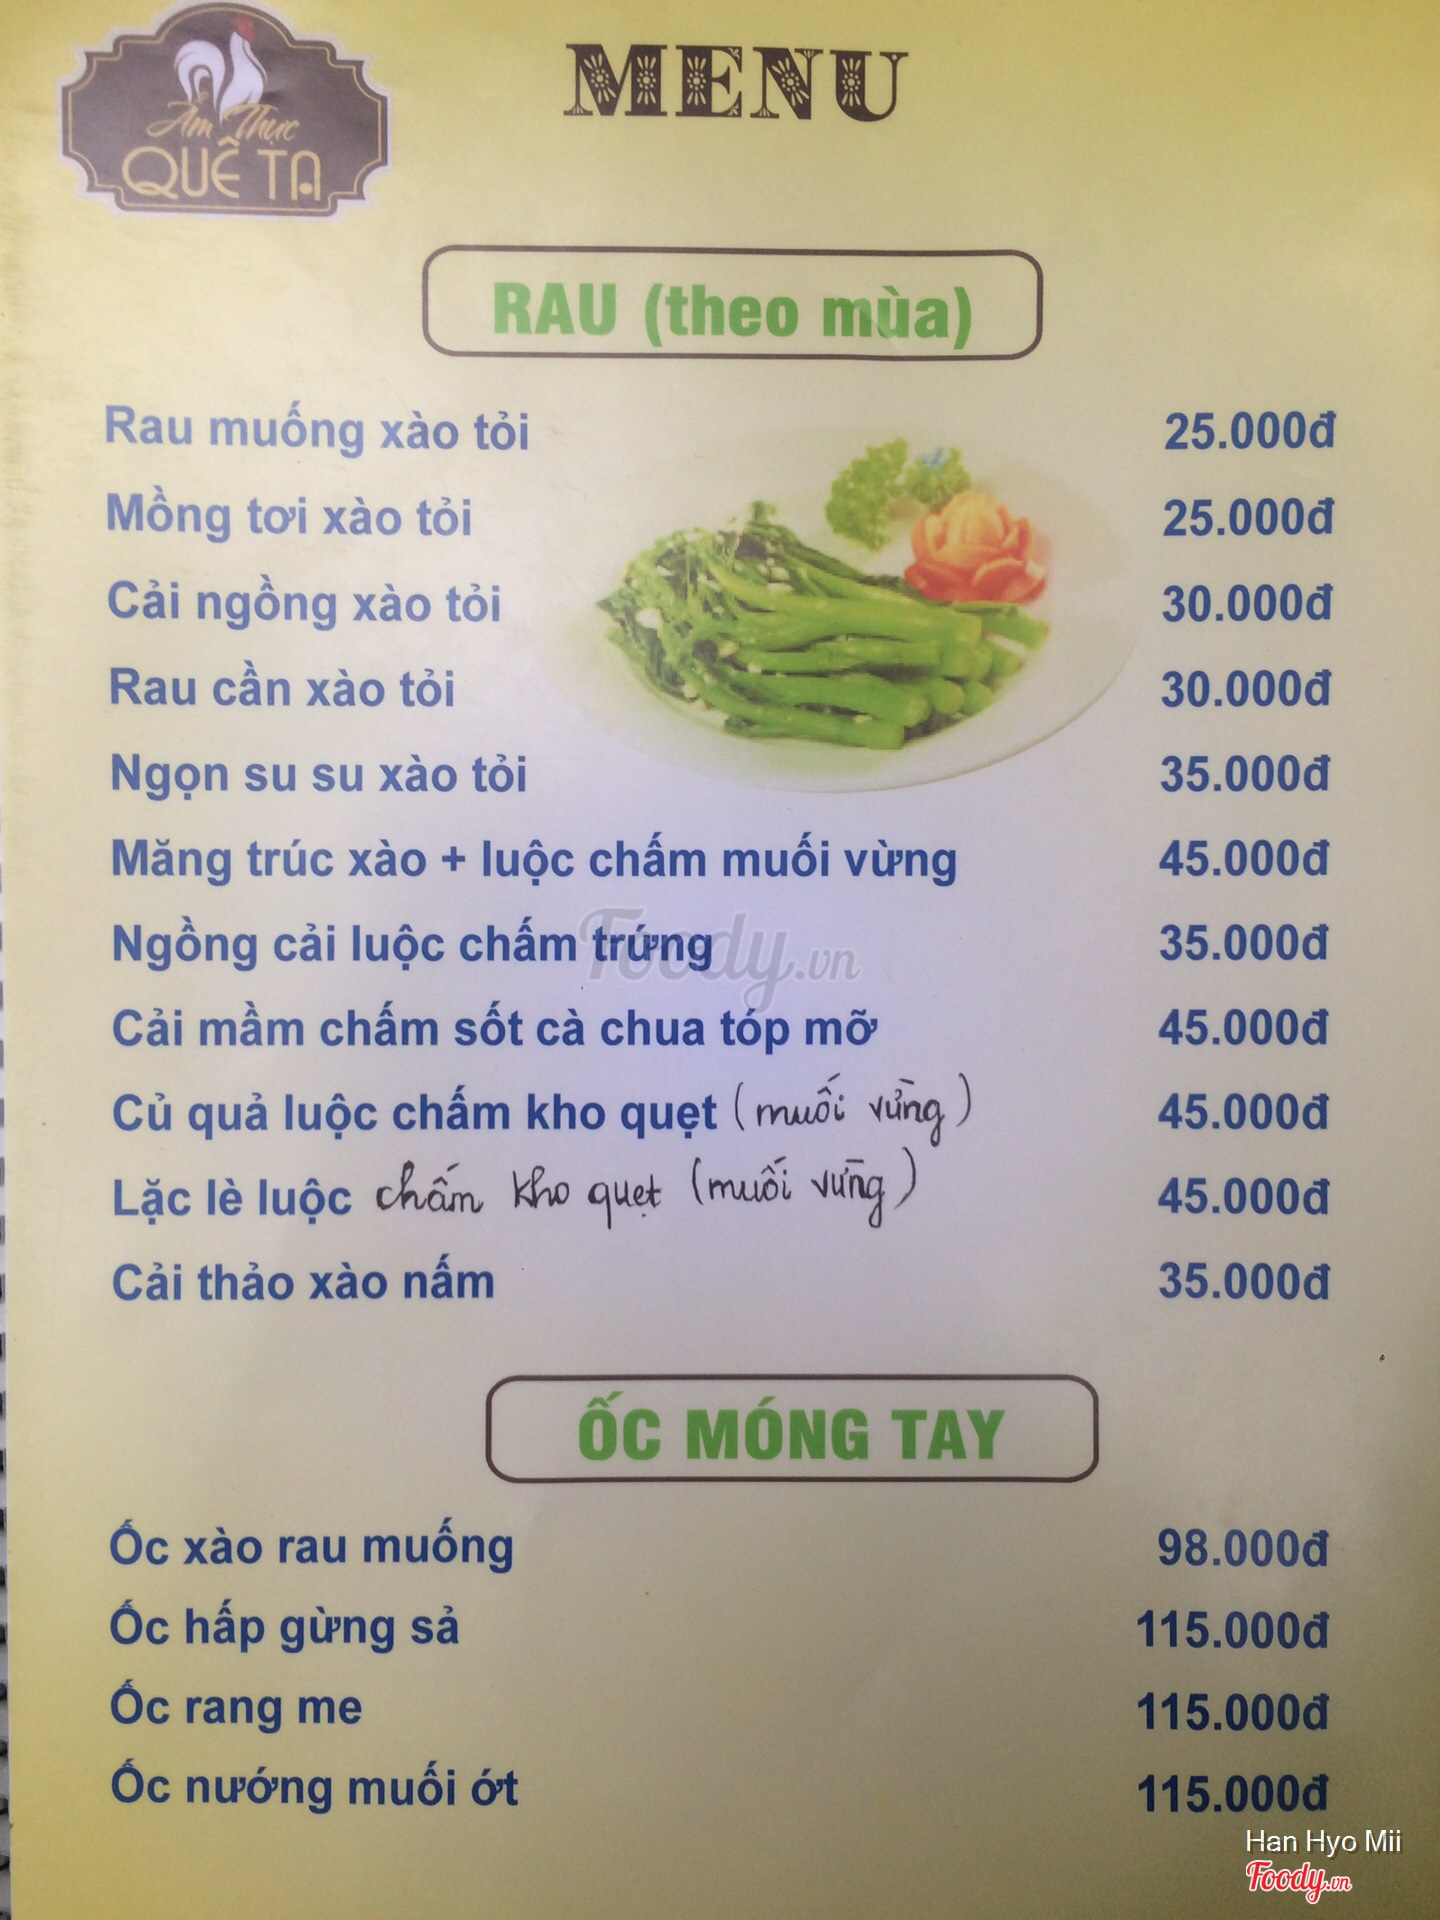 Ẩm Thực
QUÊ TA
MENU
RAU (theo mùa)
Rau muống xào tỏi 25.000đ
Mồng tơi xào tỏi 25.000đ
Cải ngồng xào tỏi 30.000đ
Rau cần xào tỏi 30.000đ
Ngọn su su xào tỏi 35.000đ
Măng trúc xào + luộc chấm muối vừng 45.000đ
Ngồng cải luộc chấm trứng 35.000đ
Foody.vn
Cải mầm chấm sốt cà chua tóp mỡ 45.000đ
Củ quả luộc chấm kho quẹt (muối vừng) 45.000đ
Lặc lè luộc chấm kho quẹt (muối vừng) 45.000đ
Cải thảo xào nấm 35.000đ
ỐC MÓNG TAY
Ốc xào rau muống 98.000đ
Ốc hấp gừng sả 115.000đ
Ốc rang me 115.000đ
Ốc nướng muối ớt 115.000đ
Han Hyo Mii
Foody.vn